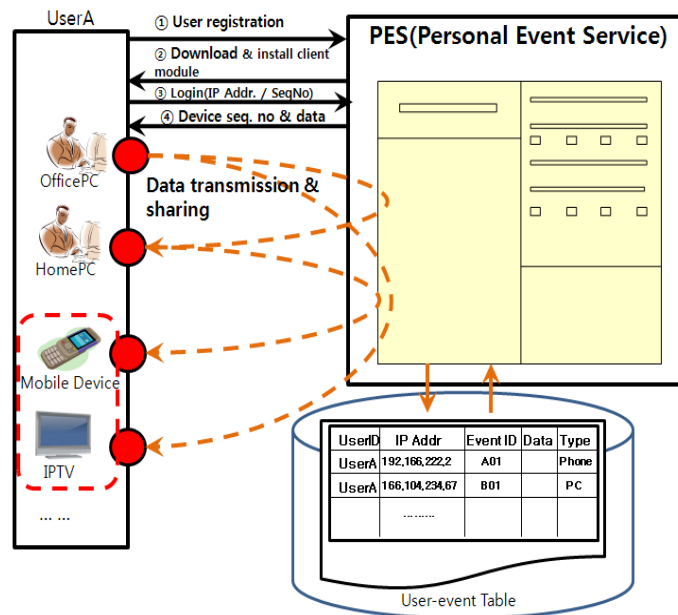 UserA
① User registration
② Download & install client
module
③ Login(IP Addr. / SeqNo)
④ Device seq. no & data
PES(Personal Event Service)
OfficePC
Data transmission &
sharing
HomePC
Mobile Device
IPTV
... ...
UserID IP Addr Event ID Data Type
UserA 192,166,222,2 A01 Phone
UserA 166,104,234,67 B01 PC
.........
User-event Table